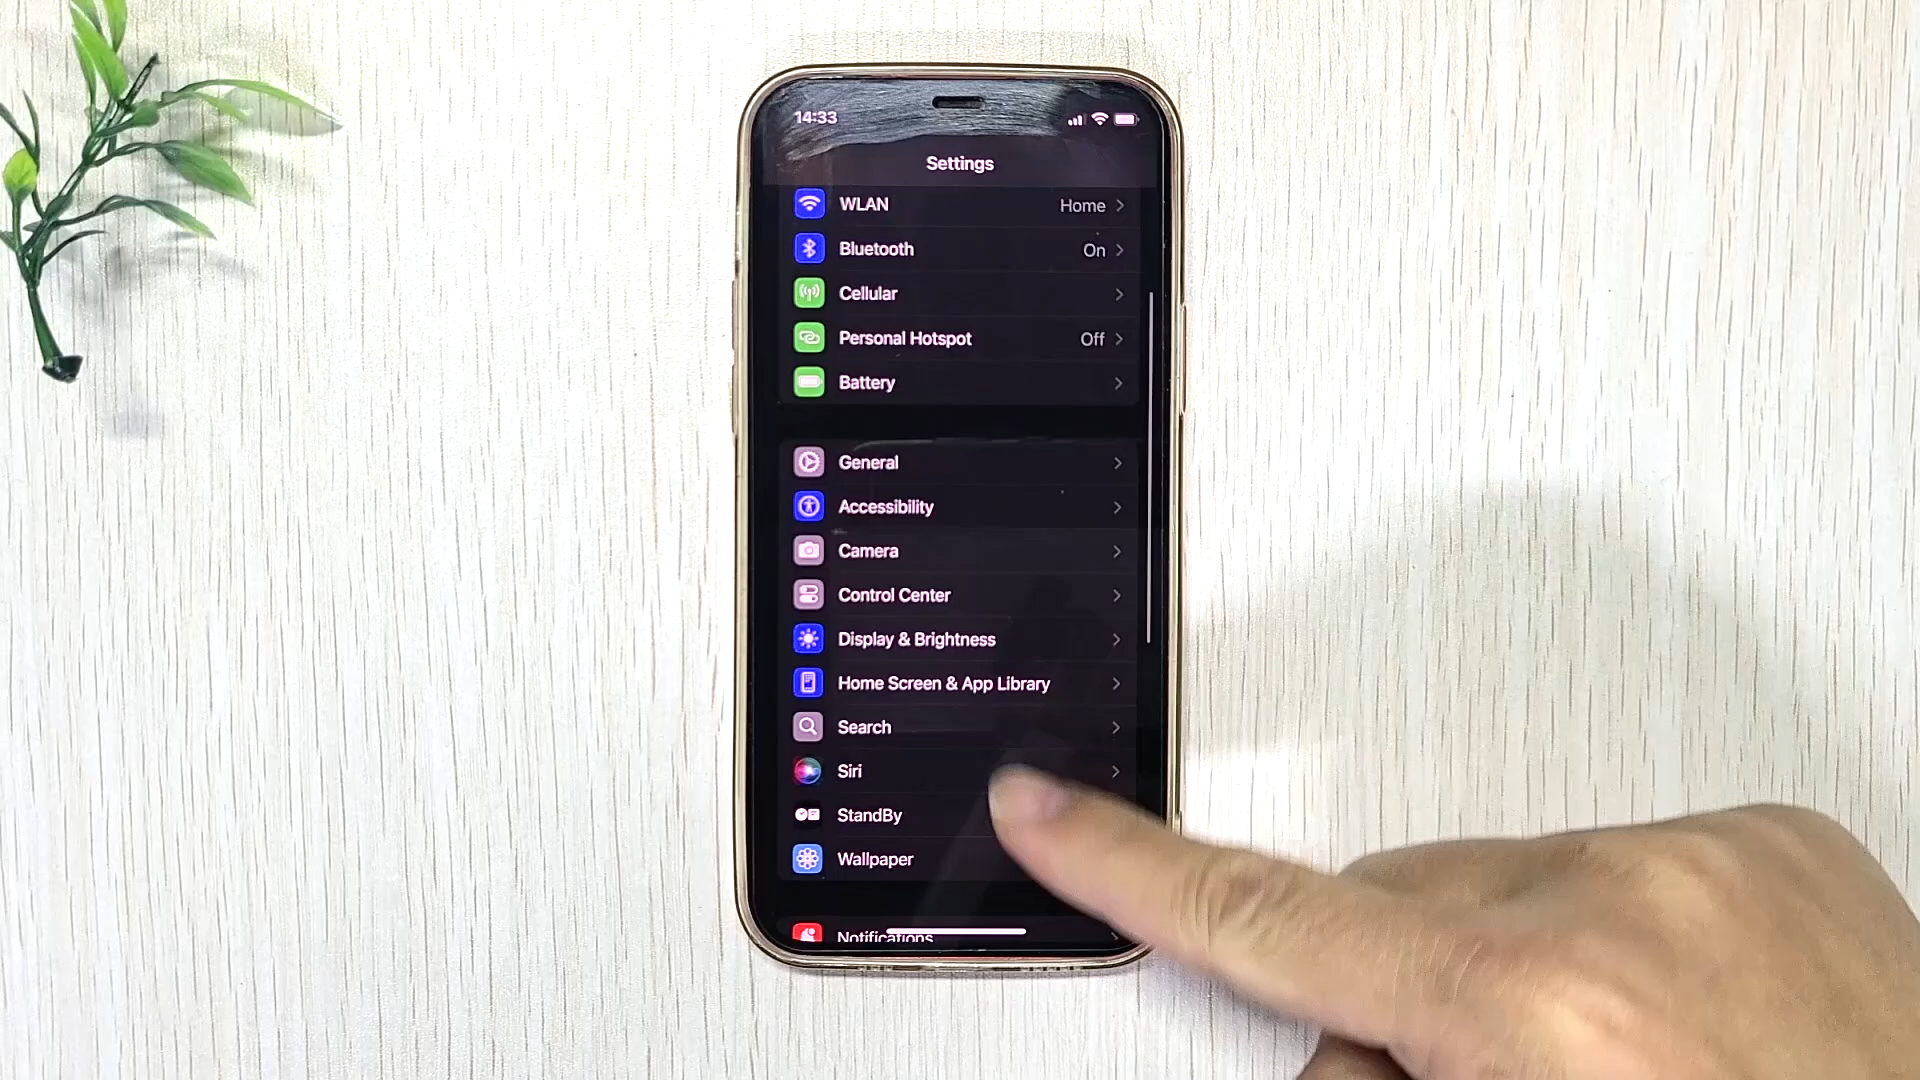 14:33
Settings
WLAN Home
Bluetooth On
Cellular
Personal Hotspot Off
Battery
General
Accessibility
Camera
Control Center
Display & Brightness
Home Screen & App Library
Search
Siri
StandBy
Wallpaper
Notifications